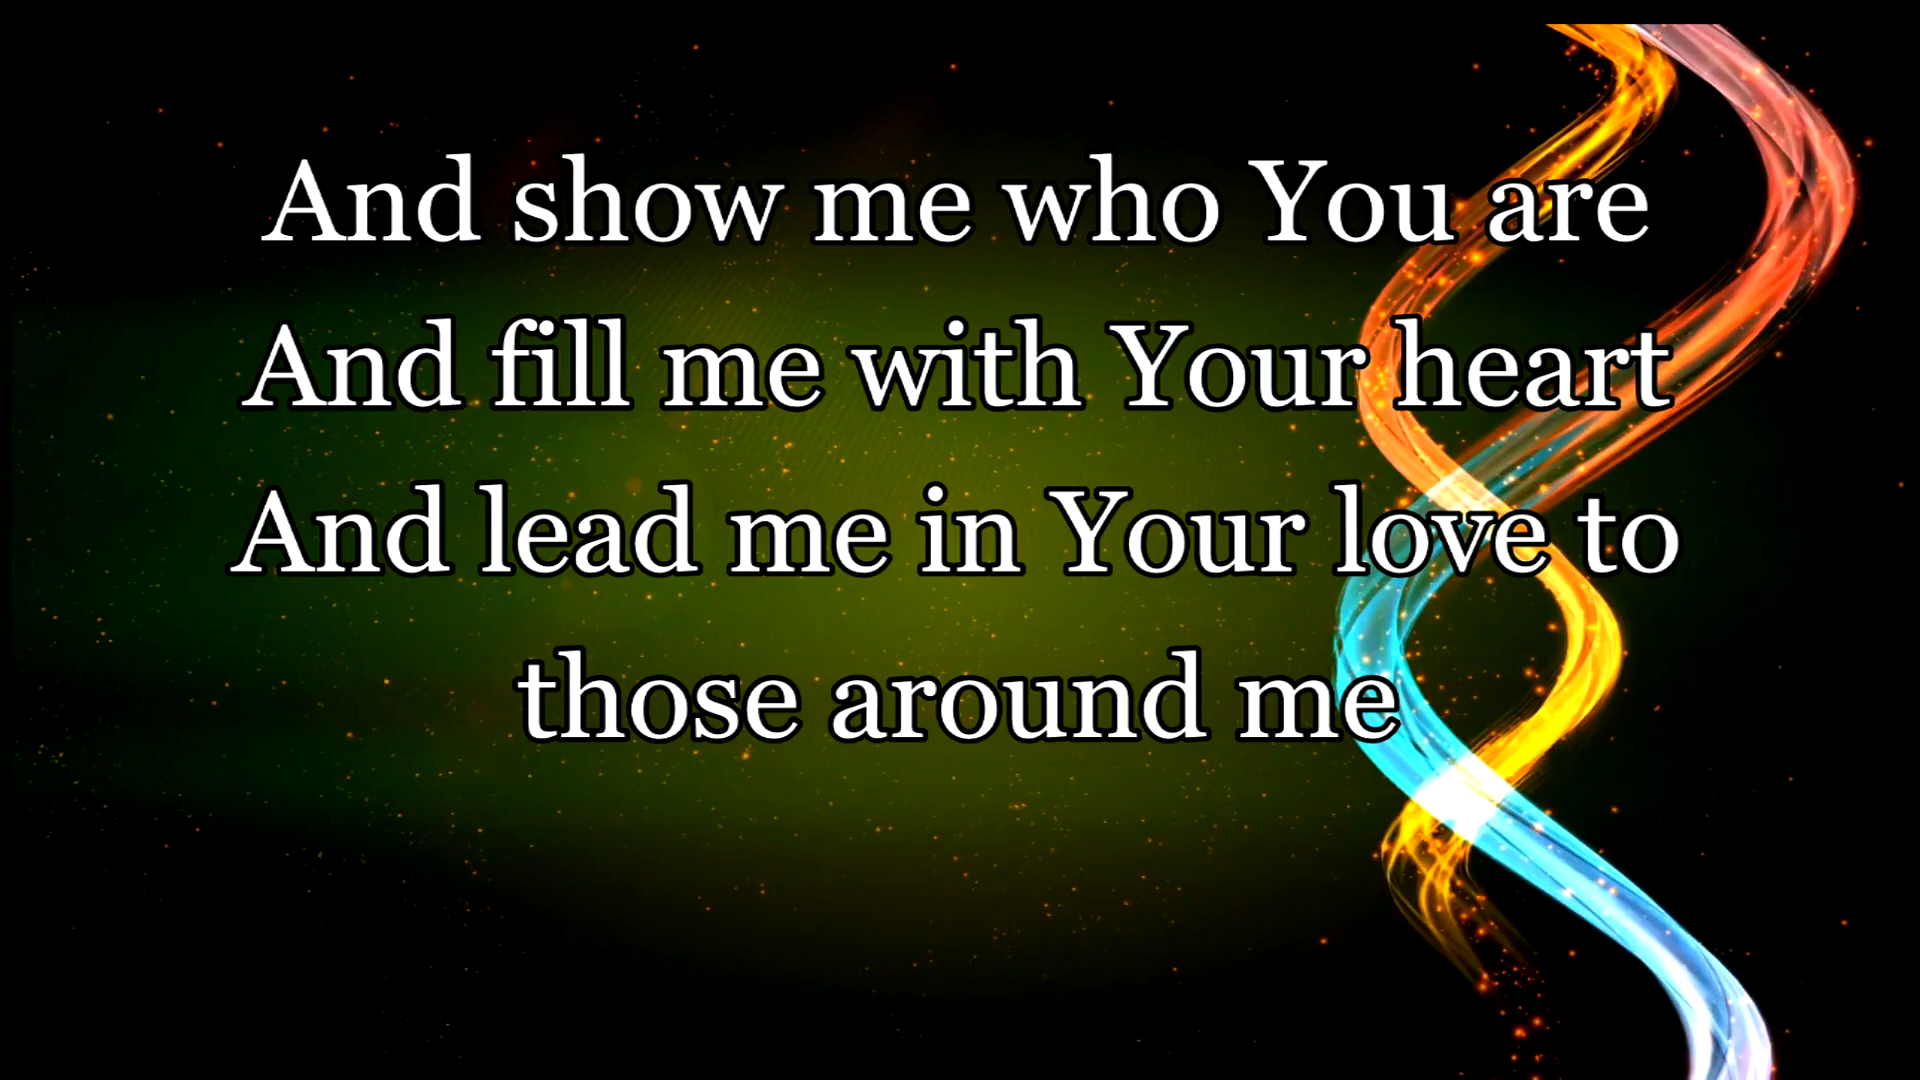 And show me who You are
And fill me with Your heart
And lead me in Your love to
those around me